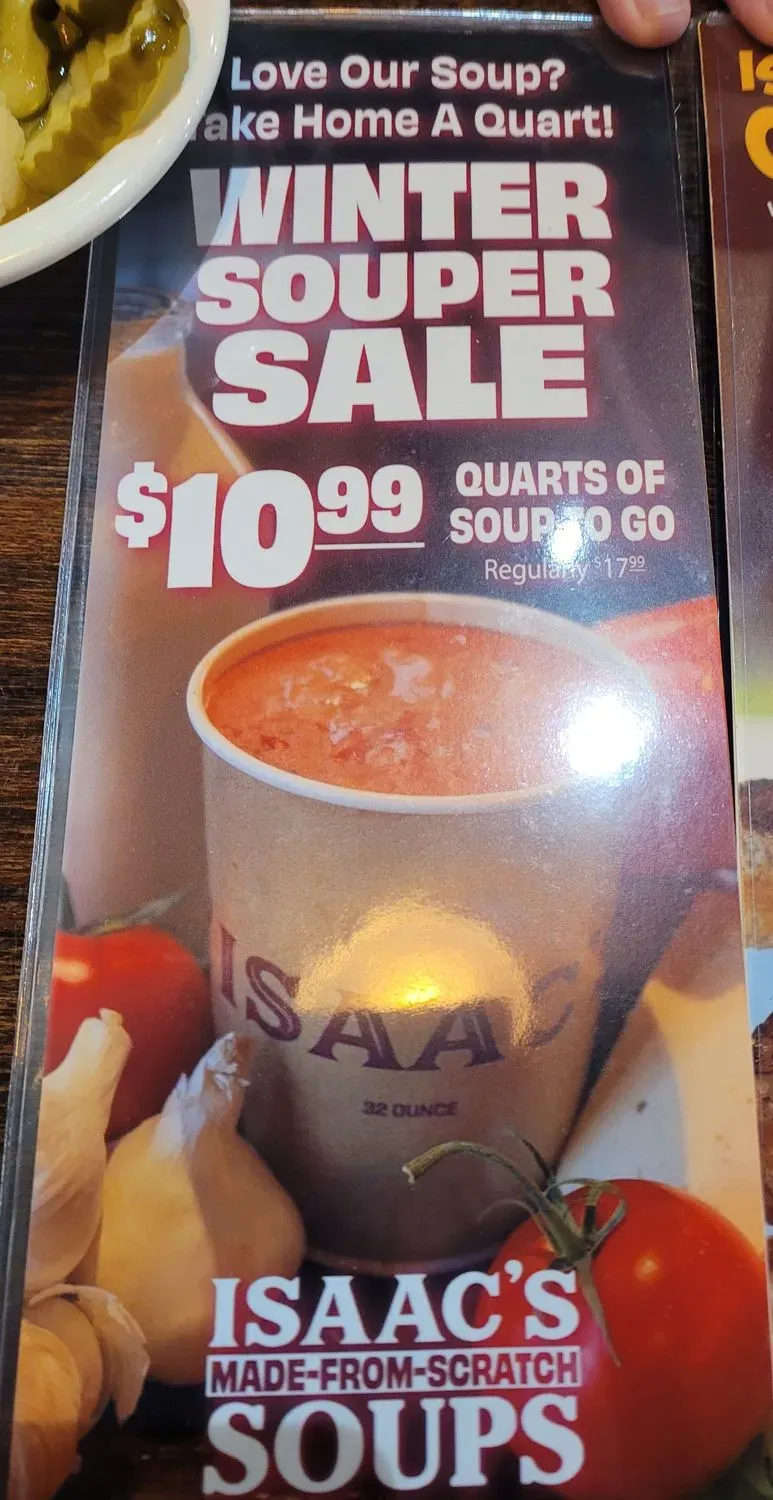 Love Our Soup?
Take Home A Quart!
WINTER
SOUPER
SALE
$10.99
QUARTS OF
SOUP TO GO
Regularly $17.99
ISAAC'
32 OUNCE
ISAAC'S
MADE-FROM-SCRATCH
SOUPS